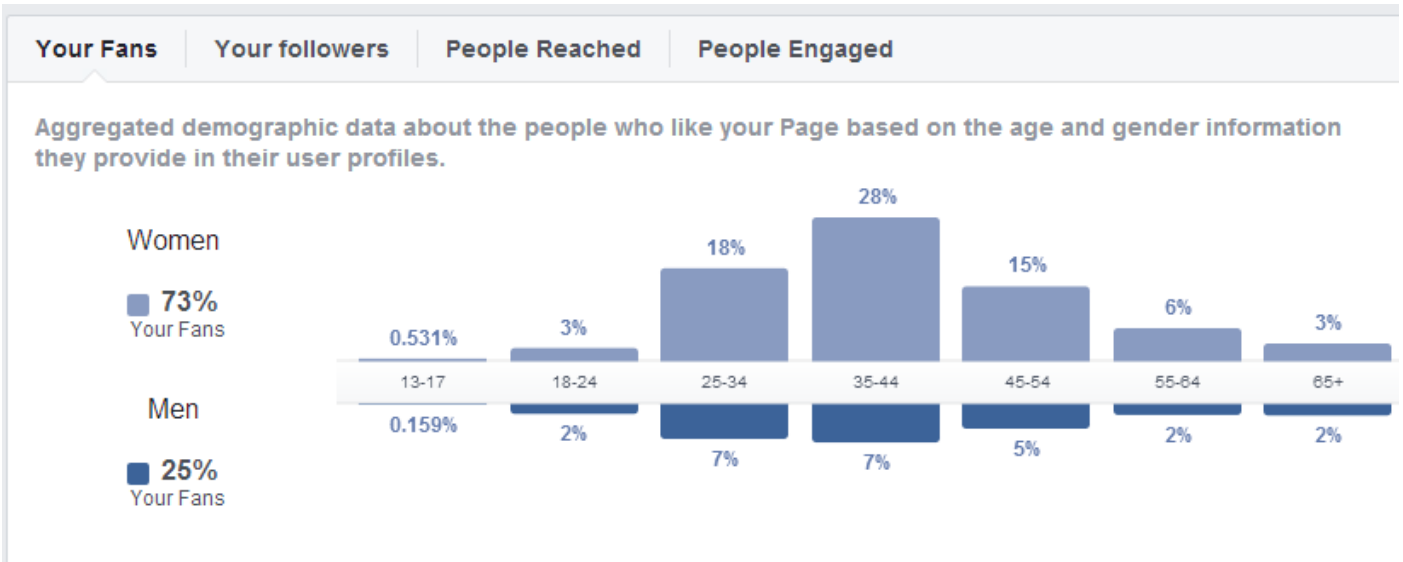 Your Fans Your followers People Reached People Engaged
Aggregated demographic data about the people who like your Page based on the age and gender information
they provide in their user profiles.
Women
73%
Your Fans
0.531% 3% 18% 28% 15% 6% 3%
13-17 18-24 25-34 35-44 45-54 55-64 65+
Men
25%
Your Fans
0.159% 2% 7% 7% 5% 2% 2%